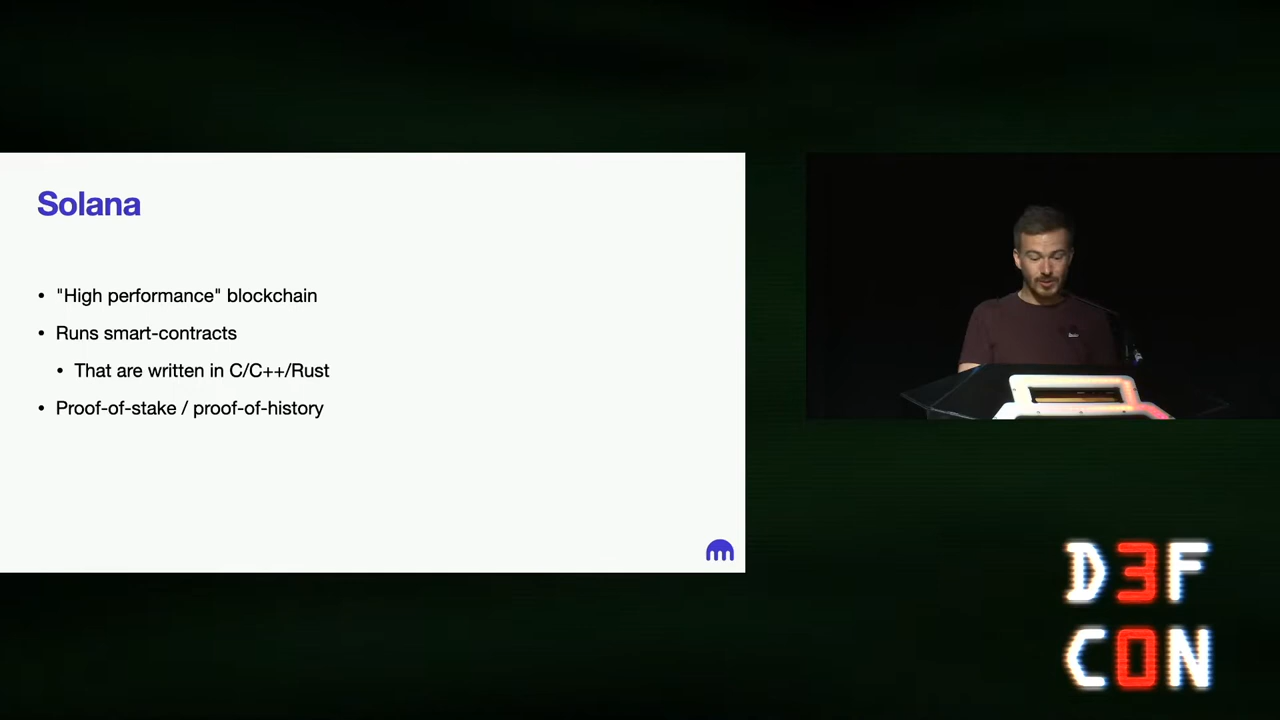 Solana
• "High performance" blockchain
• Runs smart-contracts
• That are written in C/C++/Rust
• Proof-of-stake / proof-of-history
D3F
C0N